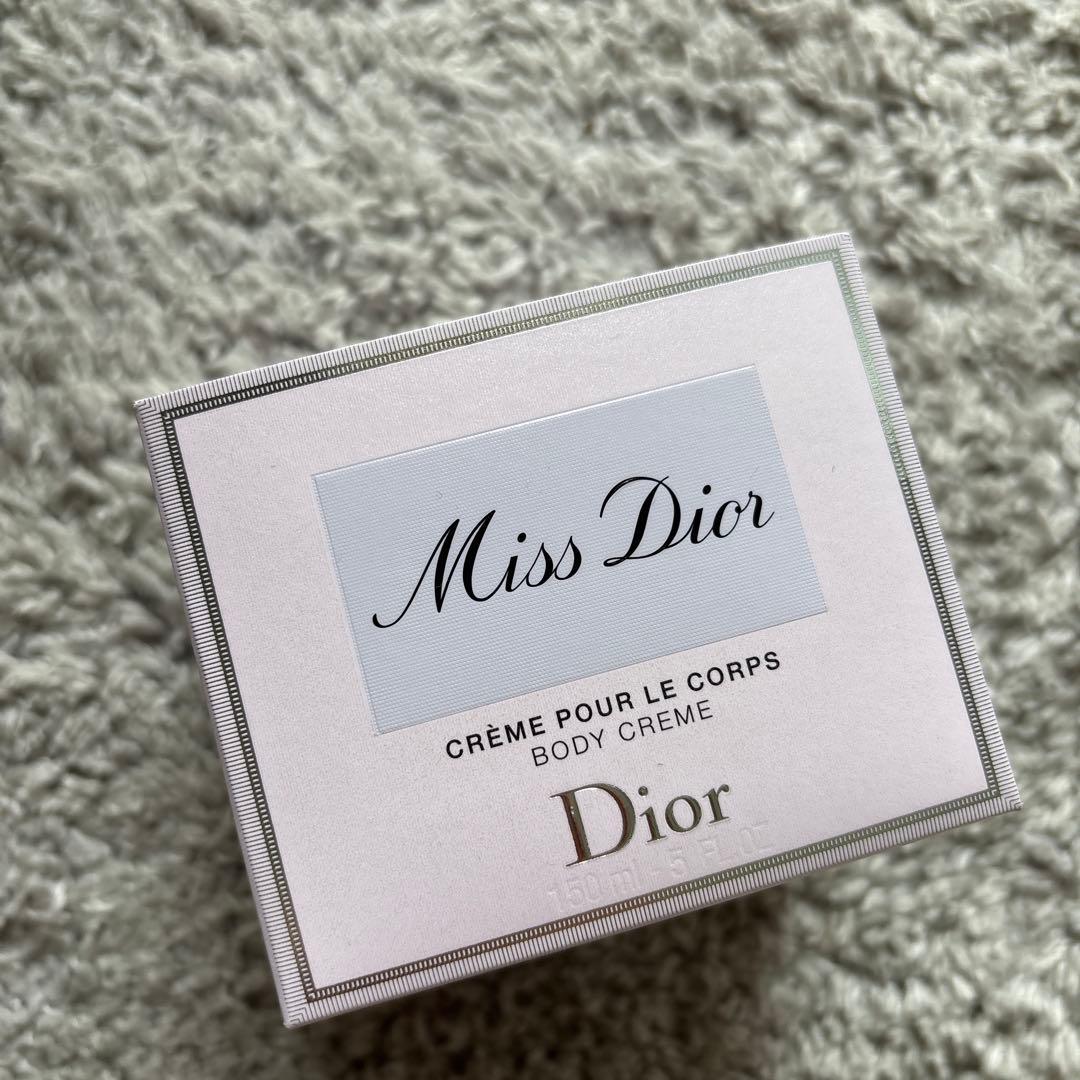 Miss Dior
CRÈME POUR LE CORPS
BODY CREME
Dior
150 ml - 5 FL OZ